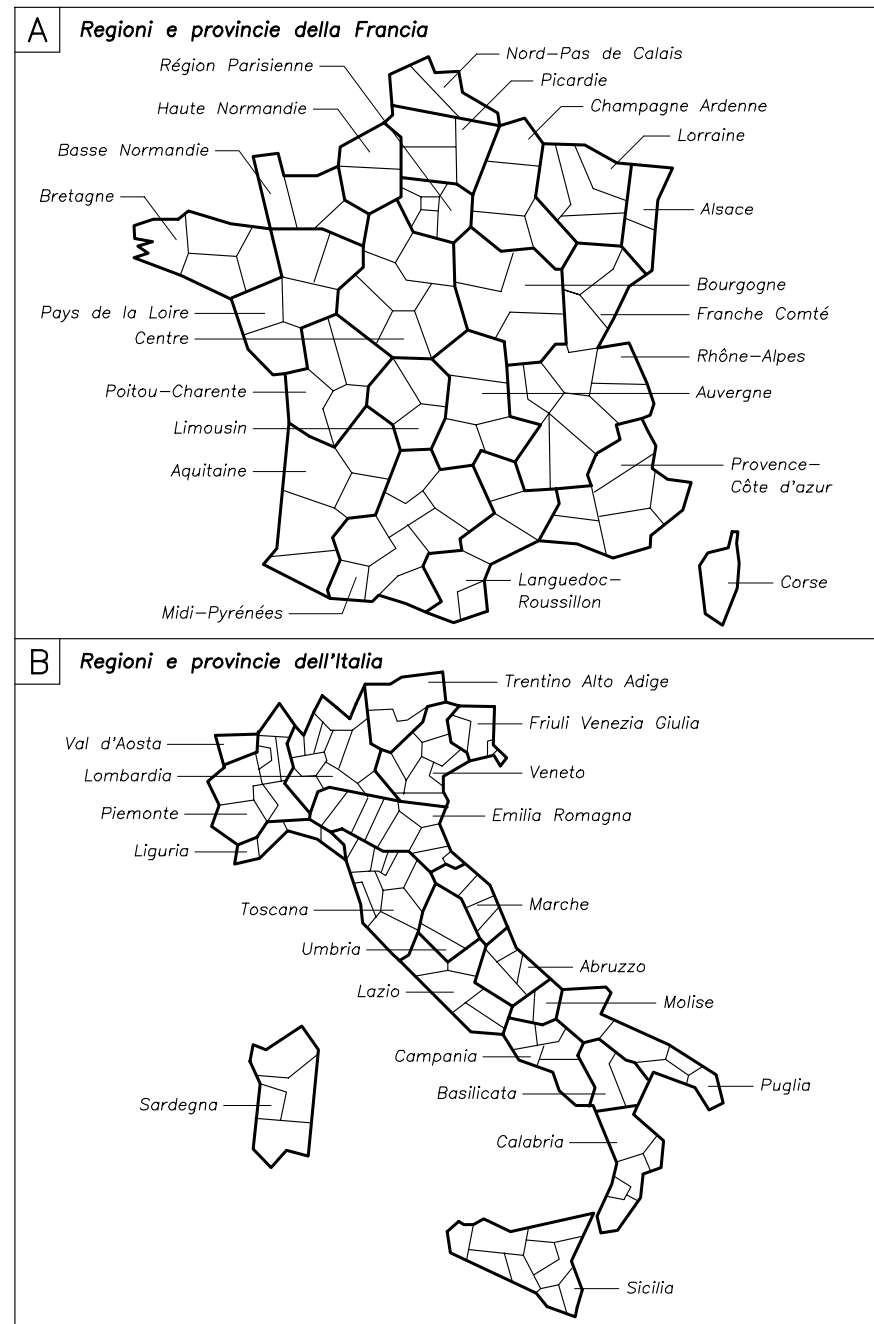 A
Regioni e provincie della Francia
Nord-Pas de Calais
Région Parisienne
Picardie
Haute Normandie
Champagne Ardenne
Lorraine
Basse Normandie
Bretagne
Alsace
Bourgogne
Pays de la Loire
Franche Comté
Centre
Rhône-Alpes
Poitou-Charente
Auvergne
Limousin
Aquitaine
Provence-
Côte d'azur
Languedoc-
Roussillon
Corse
Midi-Pyrénées
B
Regioni e provincie dell'Italia
Trentino Alto Adige
Friuli Venezia Giulia
Val d'Aosta
Lombardia
Veneto
Piemonte
Emilia Romagna
Liguria
Toscana
Marche
Umbria
Abruzzo
Lazio
Molise
Campania
Puglia
Basilicata
Sardegna
Calabria
Sicilia